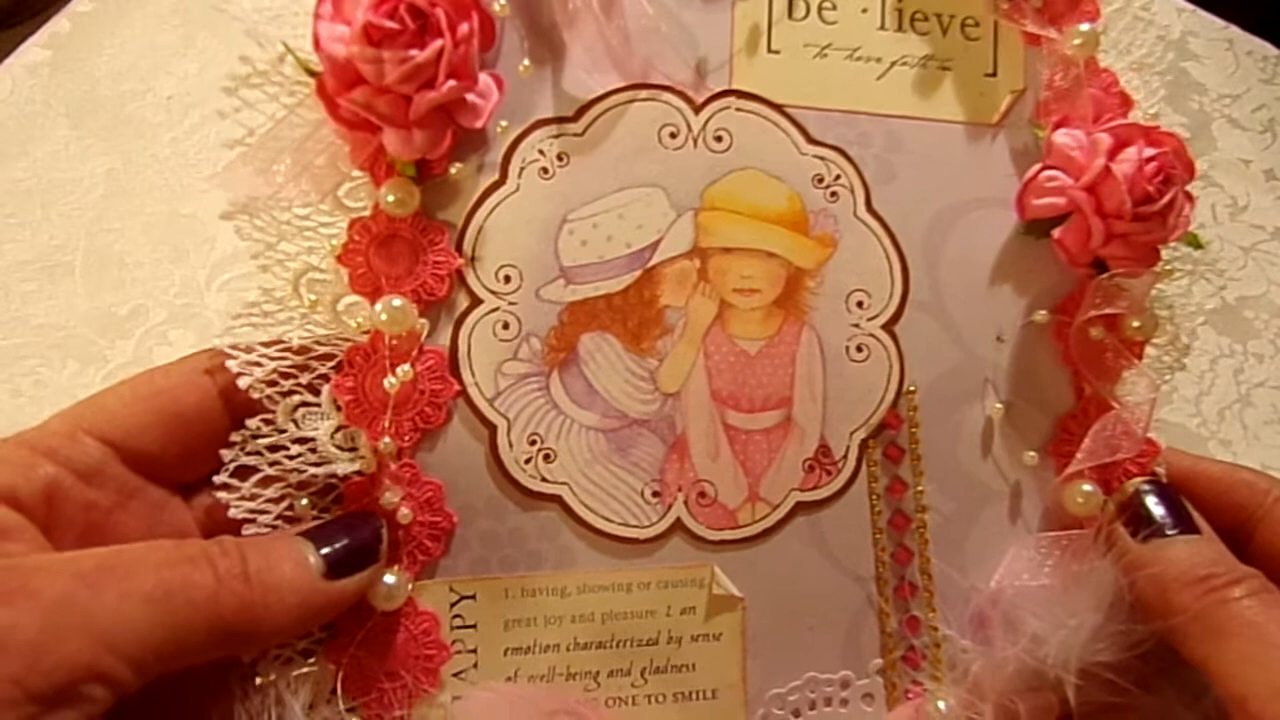 [be·lieve]
to have faith in
HAPPY
1. having, showing or causing
great joy and pleasure. 2. an
emotion characterized by sense
of well-being and gladness
ONE TO SMILE